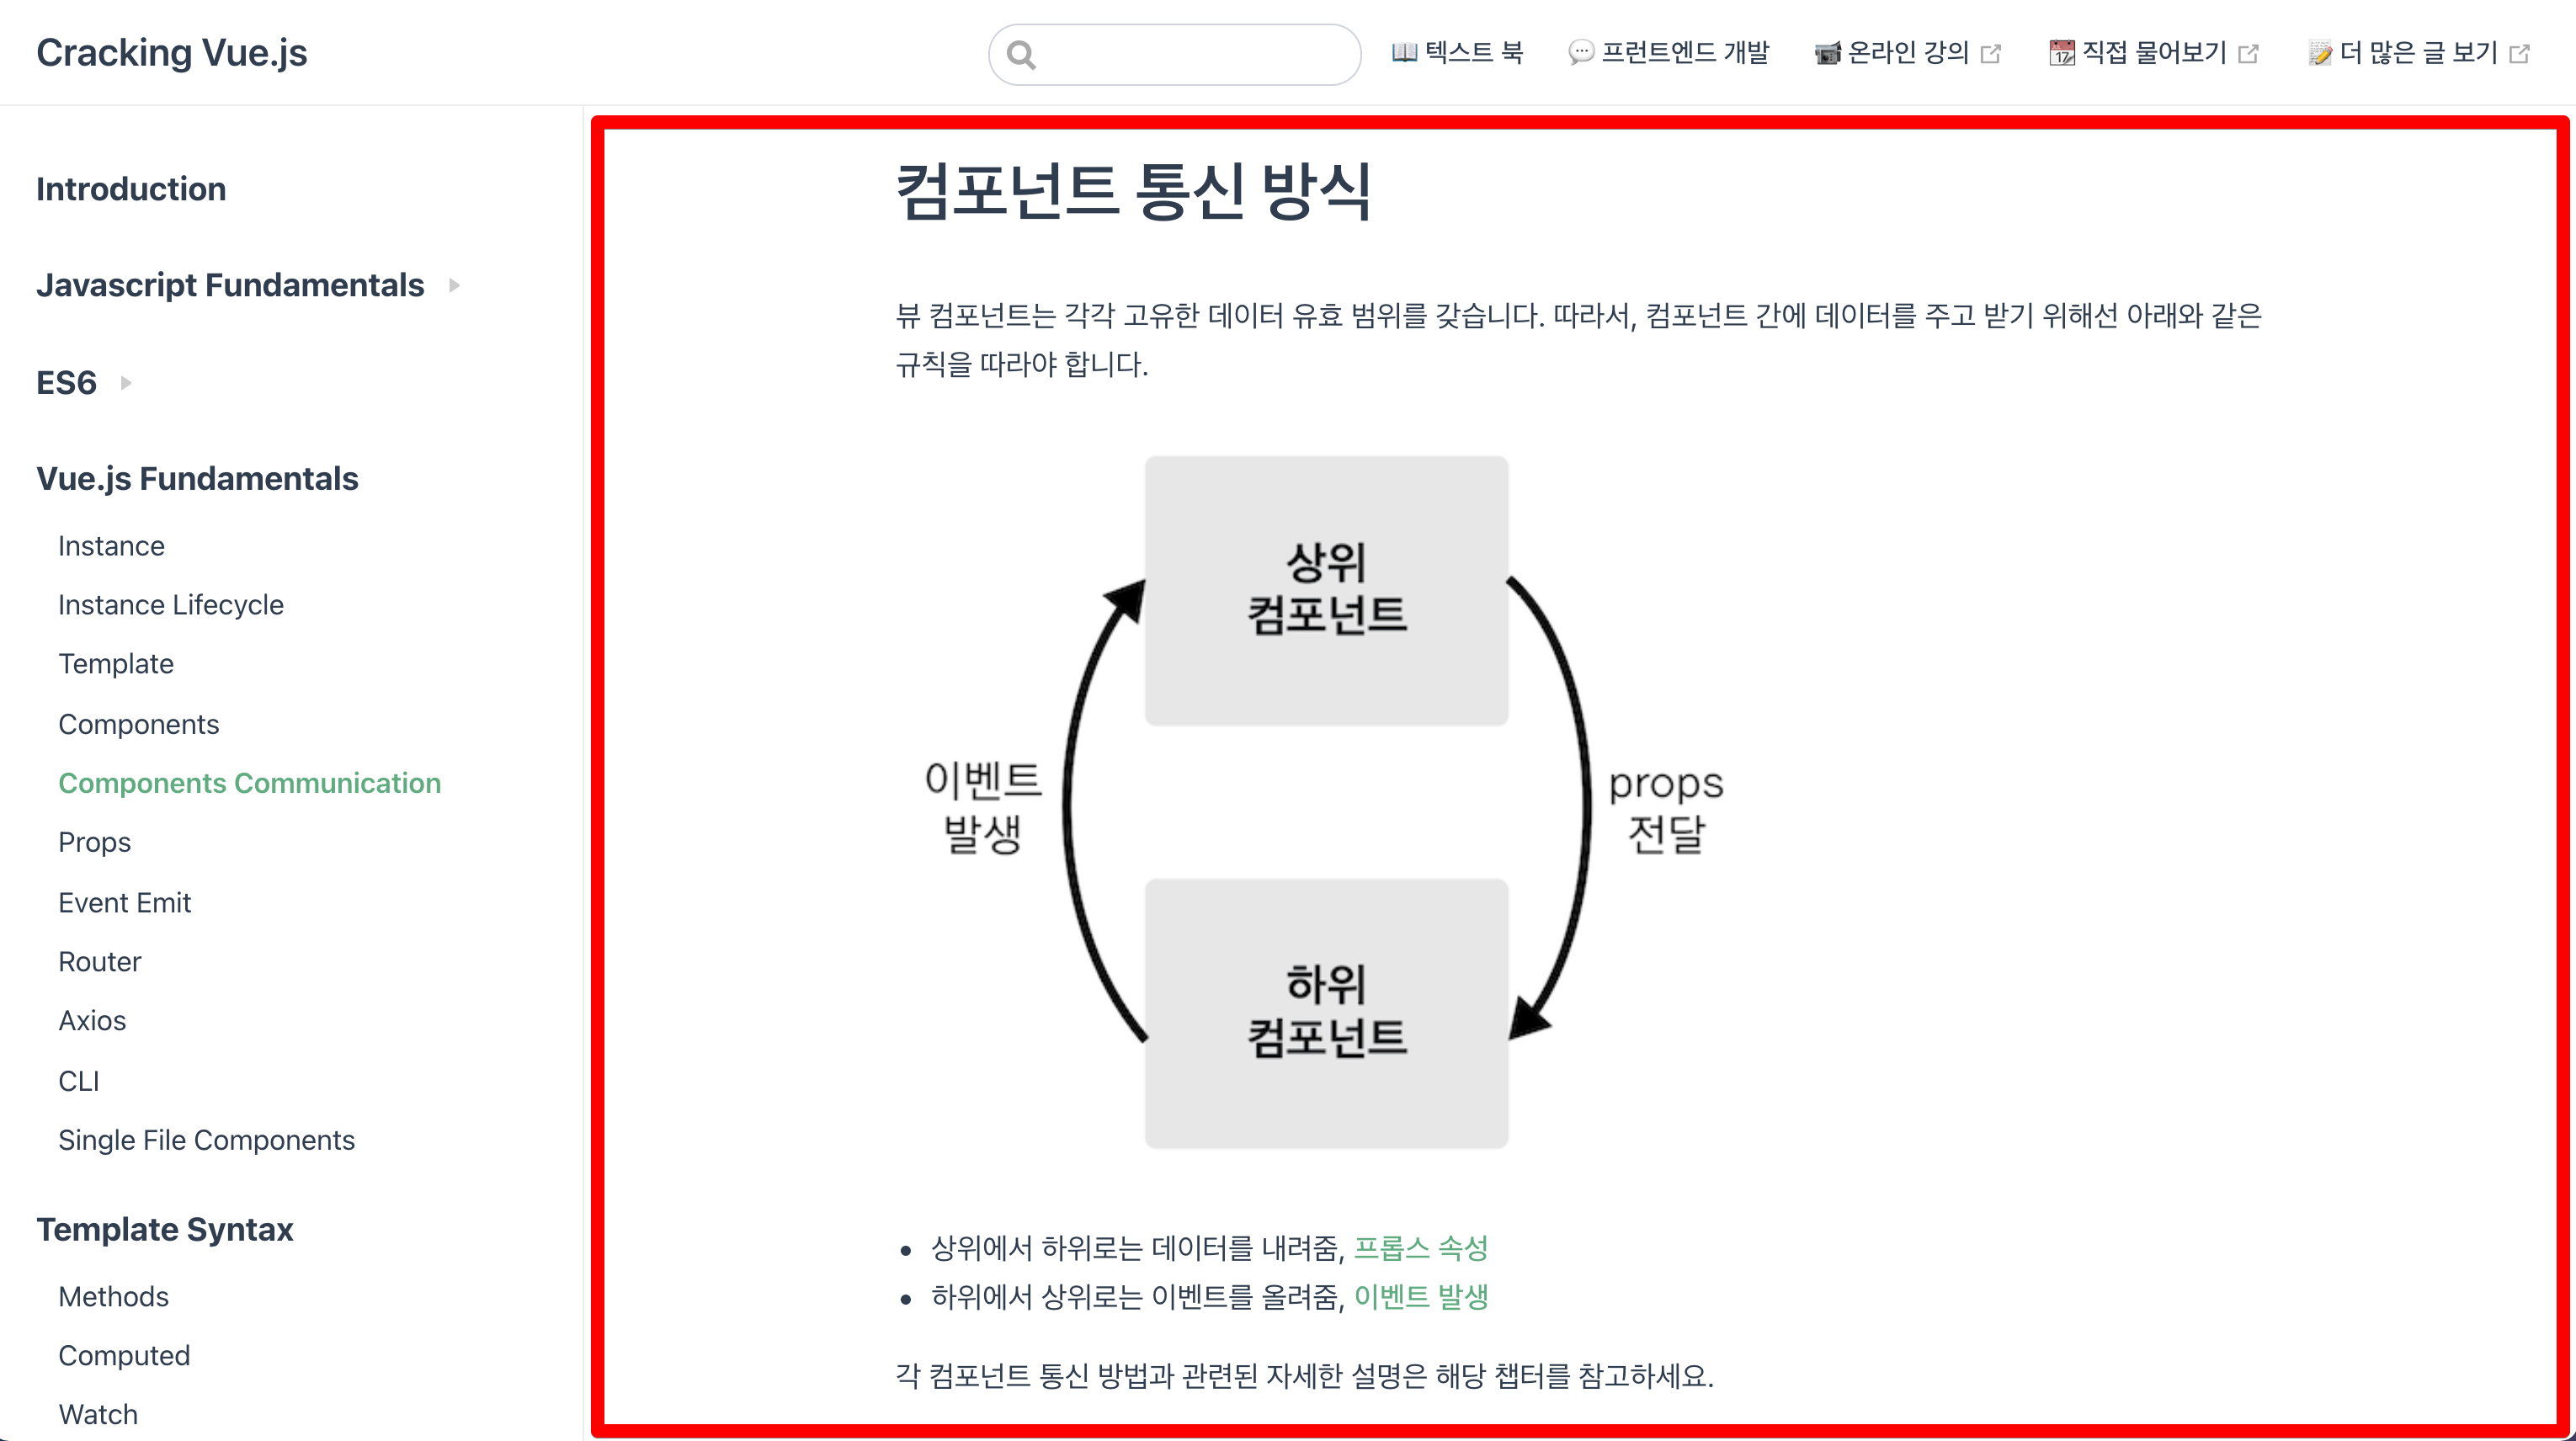 Cracking Vue.js
텍스트 북
프런트엔드 개발
온라인 강의
직접 물어보기
더 많은 글 보기
Introduction
Javascript Fundamentals
ES6
Vue.js Fundamentals
Instance
Instance Lifecycle
Template
Components
Components Communication
Props
Event Emit
Router
Axios
CLI
Single File Components
Template Syntax
Methods
Computed
Watch
컴포넌트 통신 방식
뷰 컴포넌트는 각각 고유한 데이터 유효 범위를 갖습니다. 따라서, 컴포넌트 간에 데이터를 주고 받기 위해선 아래와 같은
규칙을 따라야 합니다.
상위
컴포넌트
이벤트
발생
props
전달
하위
컴포넌트
상위에서 하위로는 데이터를 내려줌, 프롭스 속성
하위에서 상위로는 이벤트를 올려줌, 이벤트 발생
각 컴포넌트 통신 방법과 관련된 자세한 설명은 해당 챕터를 참고하세요.